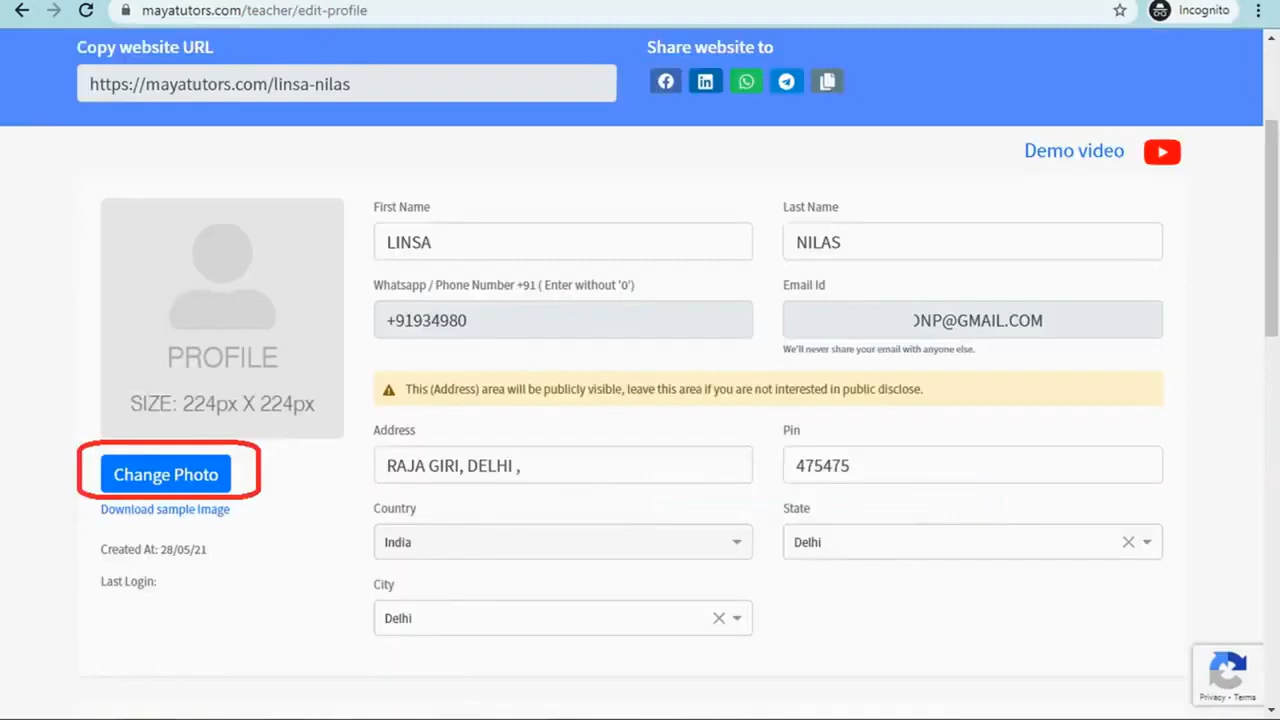 mayatutors.com/teacher/edit-profile
Incognito
Copy website URL
Share website to
https://mayatutors.com/linsa-nilas
Demo video
PROFILE
SIZE: 224px X 224px
Change Photo
Download sample Image
Created At: 28/05/21
Last Login:
First Name
Last Name
LINSA
NILAS
Whatsapp / Phone Number +91 ( Enter without '0')
Email Id
+91934980
NP@GMAIL.COM
We'll never share your email with anyone else.
This (Address) area will be publicly visible, leave this area if you are not interested in public disclose.
Address
Pin
RAJA GIRI, DELHI ,
475475
Country
State
India
Delhi
City
Delhi
Privacy - Terms